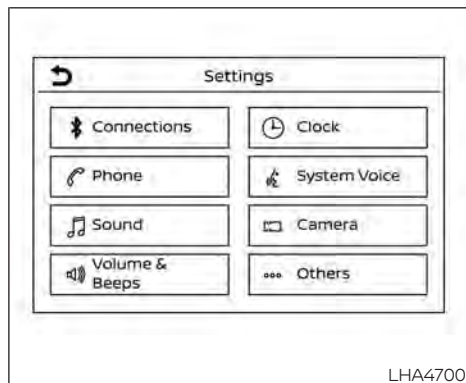 Settings
Connections
Clock
Phone
System Voice
Sound
Camera
Volume &
Beeps
Others
LHA4700